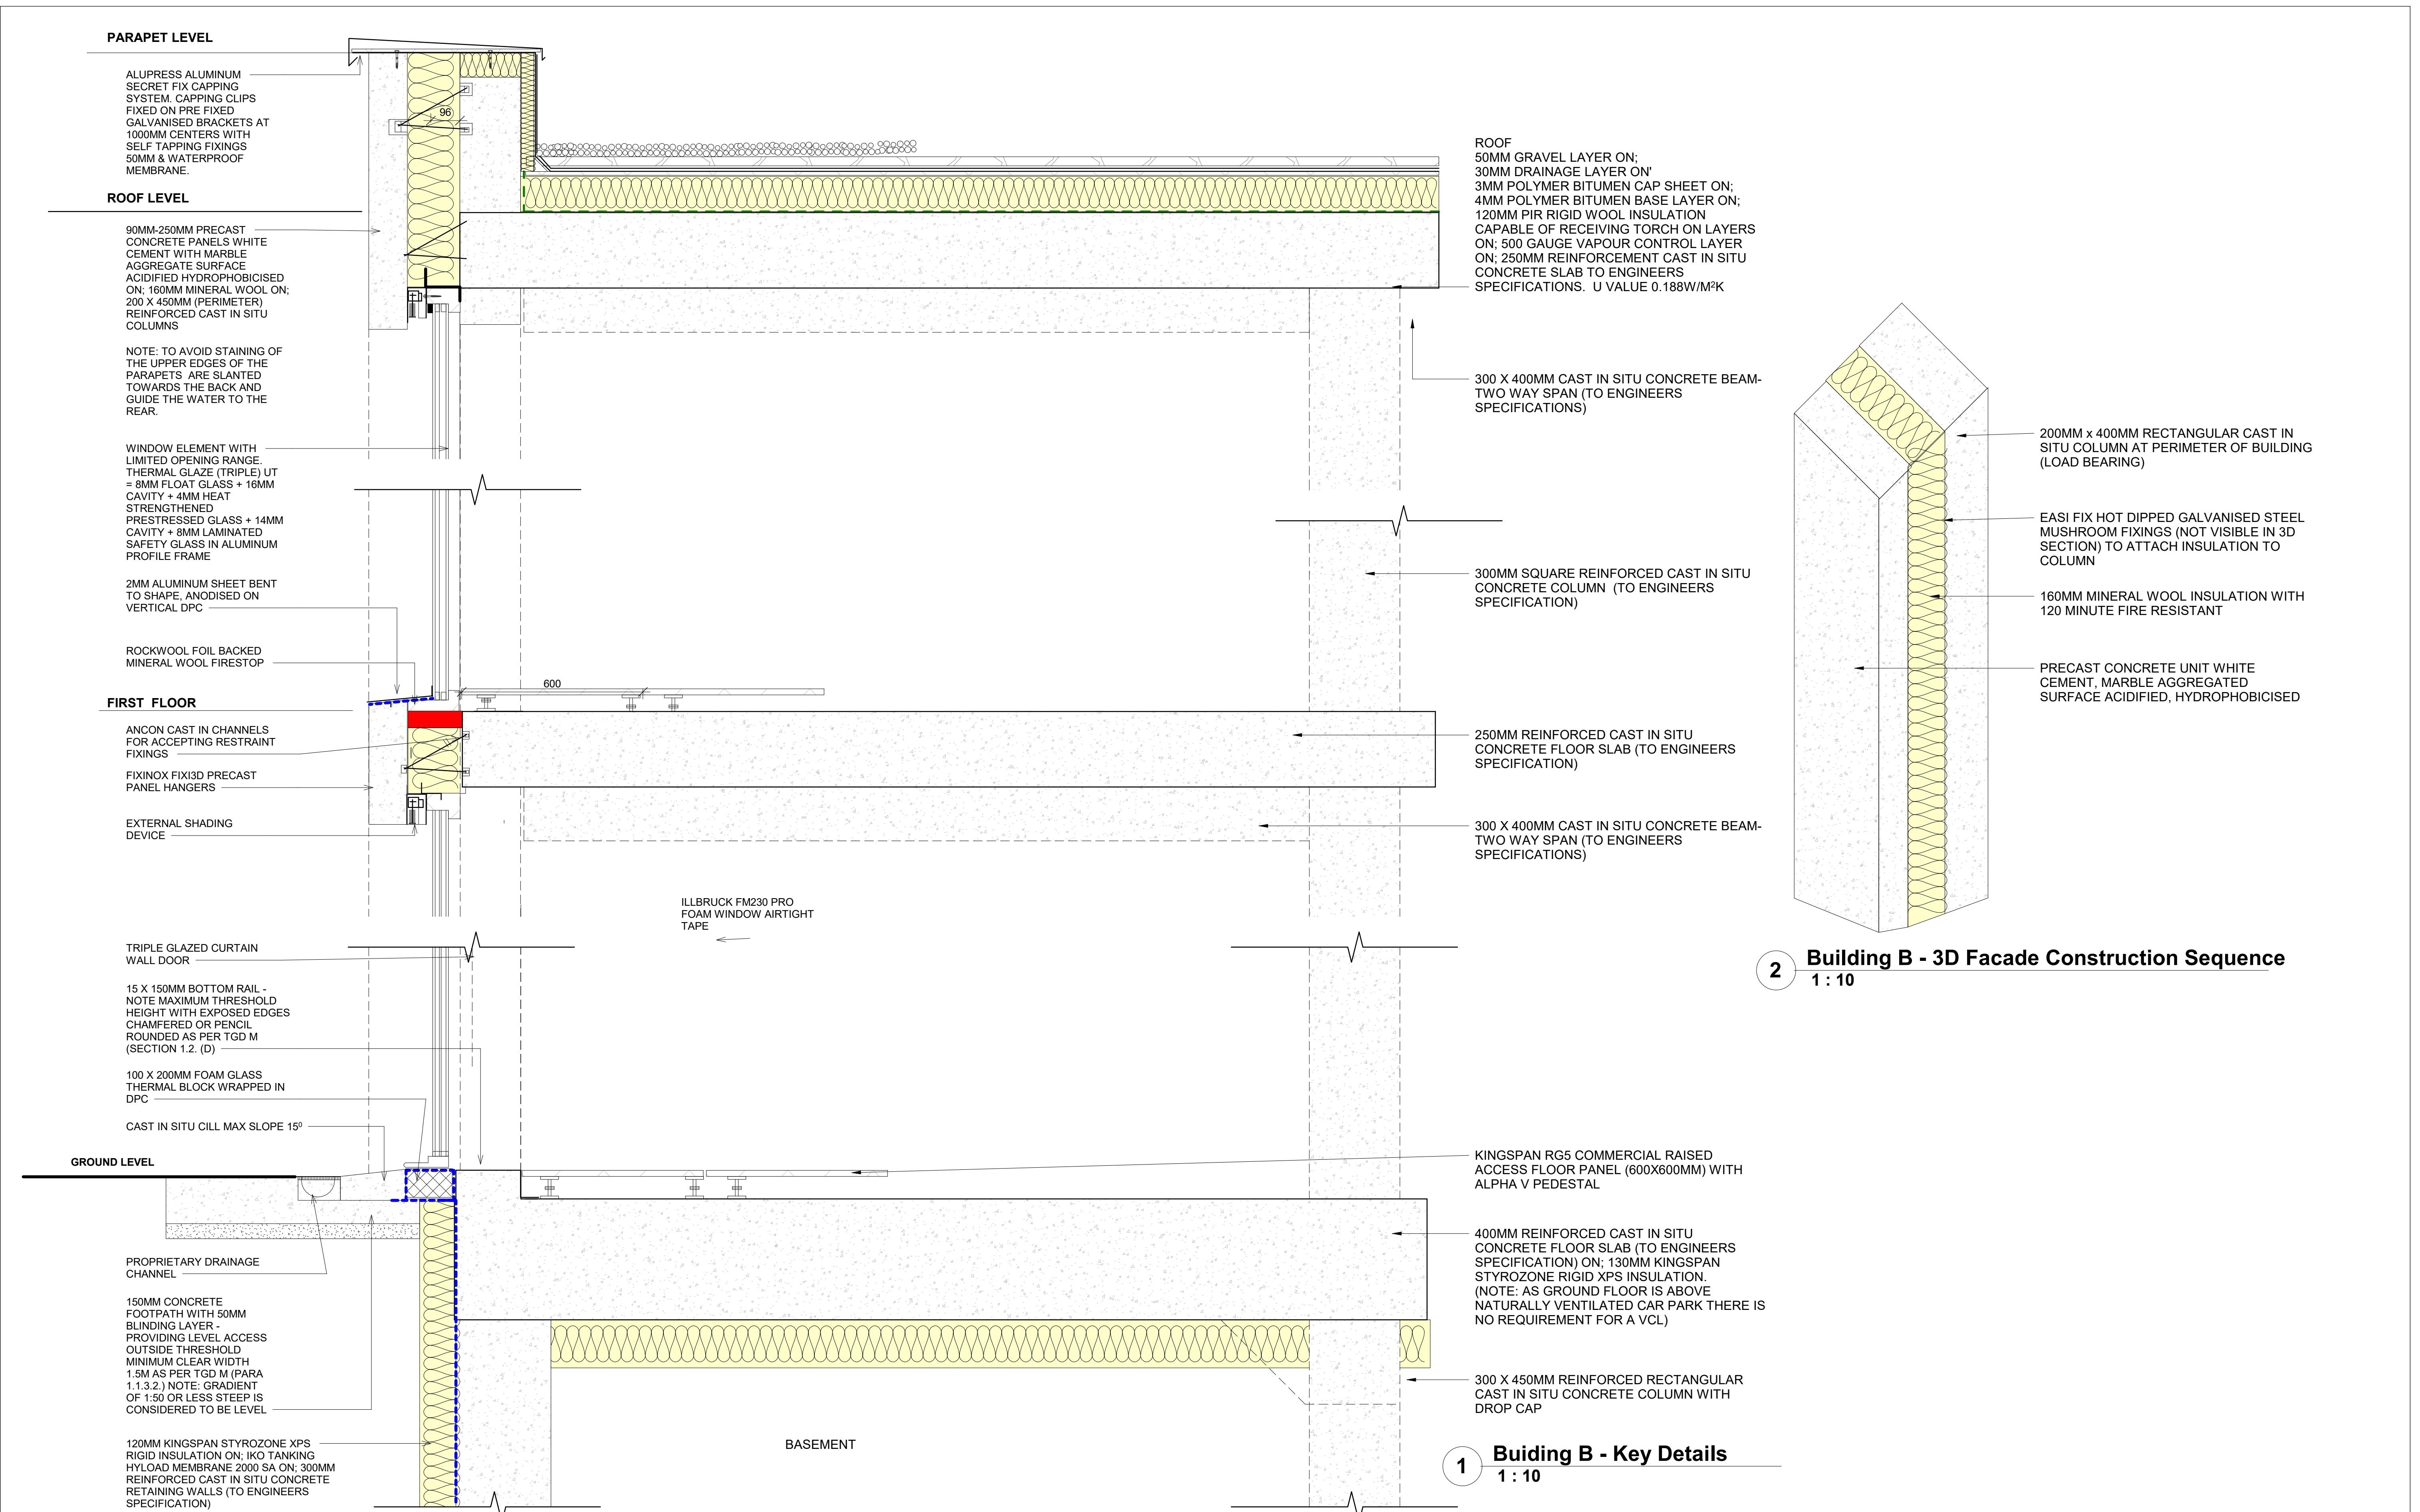 PARAPET LEVEL
ALUPRESS ALUMINUM
SECRET FIX CAPPING
SYSTEM. CAPPING CLIPS
FIXED ON PRE FIXED
GALVANISED BRACKETS AT
1000MM CENTERS WITH
SELF TAPPING FIXINGS
50MM & WATERPROOF
MEMBRANE.
ROOF LEVEL
90MM-250MM PRECAST
CONCRETE PANELS WHITE
CEMENT WITH MARBLE
AGGREGATE SURFACE
ACIDIFIED HYDROPHOBICISED
ON; 160MM MINERAL WOOL ON;
200 X 450MM (PERIMETER)
REINFORCED CAST IN SITU
COLUMNS
NOTE: TO AVOID STAINING OF
THE UPPER EDGES OF THE
PARAPETS  ARE SLANTED
TOWARDS THE BACK AND
GUIDE THE WATER TO THE
REAR.
WINDOW ELEMENT WITH
LIMITED OPENING RANGE.
THERMAL GLAZE (TRIPLE) UT
= 8MM FLOAT GLASS + 16MM
CAVITY + 4MM HEAT
STRENGTHENED
PRESTRESSED GLASS + 14MM
CAVITY + 8MM LAMINATED
SAFETY GLASS IN ALUMINUM
PROFILE FRAME
2MM ALUMINUM SHEET BENT
TO SHAPE, ANODISED ON
VERTICAL DPC
ROCKWOOL FOIL BACKED
MINERAL WOOL FIRESTOP
FIRST  FLOOR
ANCON CAST IN CHANNELS
FOR ACCEPTING RESTRAINT
FIXINGS
FIXINOX FIXI3D PRECAST
PANEL HANGERS
EXTERNAL SHADING
DEVICE
TRIPLE GLAZED CURTAIN
WALL DOOR
15 X 150MM BOTTOM RAIL -
NOTE MAXIMUM THRESHOLD
HEIGHT WITH EXPOSED EDGES
CHAMFERED OR PENCIL
ROUNDED AS PER TGD M
(SECTION 1.2. (D)
100 X 200MM FOAM GLASS
THERMAL BLOCK WRAPPED IN
DPC
CAST IN SITU CILL MAX SLOPE 15⁰
GROUND LEVEL
PROPRIETARY DRAINAGE
CHANNEL
150MM CONCRETE
FOOTPATH WITH 50MM
BLINDING LAYER -
PROVIDING LEVEL ACCESS
OUTSIDE THRESHOLD
MINIMUM CLEAR WIDTH
1.5M AS PER TGD M (PARA
1.1.3.2.) NOTE: GRADIENT
OF 1:50 OR LESS STEEP IS
CONSIDERED TO BE LEVEL
120MM KINGSPAN STYROZONE XPS
RIGID INSULATION ON; IKO TANKING
HYLOAD MEMBRANE 2000 SA ON; 300MM
REINFORCED CAST IN SITU CONCRETE
RETAINING WALLS (TO ENGINEERS
SPECIFICATION)
96
600
ILLBRUCK FM230 PRO
FOAM WINDOW AIRTIGHT
TAPE
BASEMENT
ROOF
50MM GRAVEL LAYER ON;
30MM DRAINAGE LAYER ON'
3MM POLYMER BITUMEN CAP SHEET ON;
4MM POLYMER BITUMEN BASE LAYER ON;
120MM PIR RIGID WOOL INSULATION
CAPABLE OF RECEIVING TORCH ON LAYERS
ON; 500 GAUGE VAPOUR CONTROL LAYER
ON; 250MM REINFORCEMENT CAST IN SITU
CONCRETE SLAB TO ENGINEERS
SPECIFICATIONS.  U VALUE 0.188W/M²K
300 X 400MM CAST IN SITU CONCRETE BEAM-
TWO WAY SPAN (TO ENGINEERS
SPECIFICATIONS)
300MM SQUARE REINFORCED CAST IN SITU
CONCRETE COLUMN  (TO ENGINEERS
SPECIFICATION)
250MM REINFORCED CAST IN SITU
CONCRETE FLOOR SLAB (TO ENGINEERS
SPECIFICATION)
300 X 400MM CAST IN SITU CONCRETE BEAM-
TWO WAY SPAN (TO ENGINEERS
SPECIFICATIONS)
KINGSPAN RG5 COMMERCIAL RAISED
ACCESS FLOOR PANEL (600X600MM) WITH
ALPHA V PEDESTAL
400MM REINFORCED CAST IN SITU
CONCRETE FLOOR SLAB (TO ENGINEERS
SPECIFICATION) ON; 130MM KINGSPAN
STYROZONE RIGID XPS INSULATION.
(NOTE: AS GROUND FLOOR IS ABOVE
NATURALLY VENTILATED CAR PARK THERE IS
NO REQUIREMENT FOR A VCL)
300 X 450MM REINFORCED RECTANGULAR
CAST IN SITU CONCRETE COLUMN WITH
DROP CAP
1 Buiding B - Key Details
1 : 10
200MM x 400MM RECTANGULAR CAST IN
SITU COLUMN AT PERIMETER OF BUILDING
(LOAD BEARING)
EASI FIX HOT DIPPED GALVANISED STEEL
MUSHROOM FIXINGS (NOT VISIBLE IN 3D
SECTION) TO ATTACH INSULATION TO
COLUMN
160MM MINERAL WOOL INSULATION WITH
120 MINUTE FIRE RESISTANT
PRECAST CONCRETE UNIT WHITE
CEMENT, MARBLE AGGREGATED
SURFACE ACIDIFIED, HYDROPHOBICISED
2 Building B - 3D Facade Construction Sequence
1 : 10